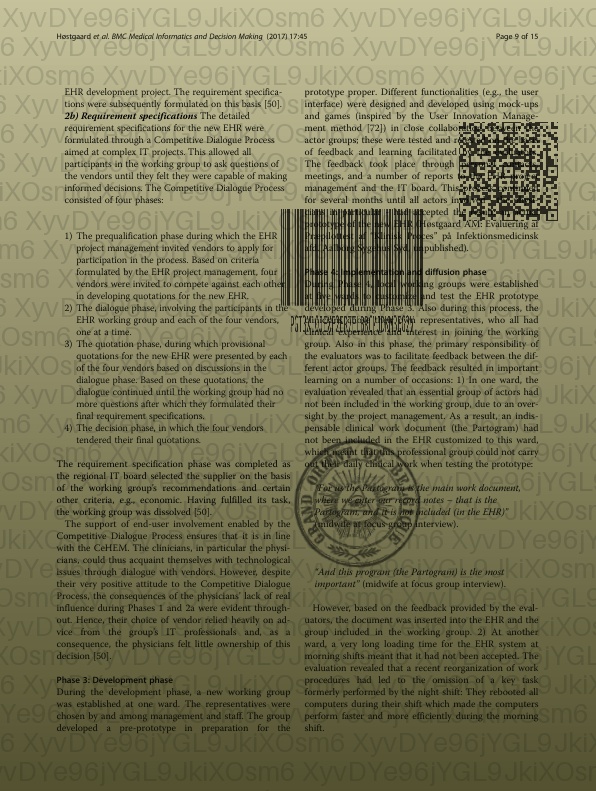 Høstgaard et al. BMC Medical Informatics and Decision Making (2017) 17:45
Page 9 of 15
EHR development project. The requirement specifica-
tions were subsequently formulated on this basis [50].
2b) Requirement specifications The detailed
requirement specifications for the new EHR were
formulated through a Competitive Dialogue Process
aimed at complex IT projects. This allowed all
participants in the working group to ask questions of
the vendors until they felt they were capable of making
informed decisions. The Competitive Dialogue Process
consisted of four phases:
1) The prequalification phase during which the EHR
project management invited vendors to apply for
participation in the process. Based on criteria
formulated by the EHR project management, four
vendors were invited to compete against each other
in developing quotations for the new EHR.
2) The dialogue phase, involving the participants in the
EHR working group and each of the four vendors,
one at a time.
3) The quotation phase, during which provisional
quotations for the new EHR were presented by each
of the four vendors based on discussions in the
dialogue phase. Based on these quotations, the
dialogue continued until the working group had no
more questions after which they formulated their
final requirement specifications.
4) The decision phase, in which the four vendors
tendered their final quotations.
The requirement specification phase was completed as
the regional IT board selected the supplier on the basis
of the working group's recommendations and certain
other criteria, e.g., economic. Having fulfilled its task,
the working group was dissolved [50].
The support of end-user involvement enabled by the
Competitive Dialogue Process ensures that it is in line
with the CeHEM. The clinicians, in particular the physi-
cians, could thus acquaint themselves with technological
issues through dialogue with vendors. However, despite
their very positive attitude to the Competitive Dialogue
Process, the consequences of the physicians' lack of real
influence during Phases 1 and 2a were evident through-
out. Hence, their choice of vendor relied heavily on ad-
vice from the group's IT professionals and, as a
consequence, the physicians felt little ownership of this
decision [50].
Phase 3: Development phase
During the development phase, a new working group
was established at one ward. The representatives were
chosen by and among management and staff. The group
developed a pre-prototype in preparation for the
prototype proper. Different functionalities (e.g., the user
interface) were designed and developed using mock-ups
and games (inspired by the User Innovation Manage-
ment method [72]) in close
actor groups; these were tested and
of feedback and learning facilitated
The feedback took place through
meetings, and a number of reports
management and the IT board. This
for several months until all actors
accepted the
prototype of the new EHR (Høstgaard AM: Evaluering af
Præpilotel af "Klinisk Proces" på Infektionsmedicinsk
afd. Aalborg Sygehus Syd, unpublished).
Phase 4: Implementation and diffusion phase
During Phase 4, local working groups were established
at five wards to customize and test the EHR prototype
developed during Phase 3. Also during this process, the
representatives, who all had
clinical experience and interest in joining the working
group. Also in this phase, the primary responsibility of
the evaluators was to facilitate feedback between the dif-
ferent actor groups. The feedback resulted in important
learning on a number of occasions: 1) In one ward, the
evaluation revealed that an essential group of actors had
not been included in the working group, due to an over-
sight by the project management. As a result, an indis-
pensable clinical work document (the Partogram) had
not been included in the EHR customized to this ward,
which meant that this professional group could not carry
out their daily clinical work when testing the prototype:
"For us the Partogram is the main work document,
where we enter our record notes – that is the
Partogram, and it is not included (in the EHR)"
(midwife at focus group interview).
"And this program (the Partogram) is the most
important" (midwife at focus group interview).
However, based on the feedback provided by the eval-
uators, the document was inserted into the EHR and the
group included in the working group. 2) At another
ward, a very long loading time for the EHR system at
morning shifts meant that it had not been accepted. The
evaluation revealed that a recent reorganization of work
procedures had led to the omission of a key task
formerly performed by the night shift: They rebooted all
computers during their shift which made the computers
perform faster and more efficiently during the morning
shift.